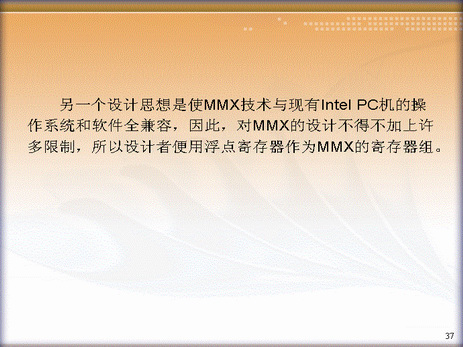 另一个设计思想是使MMX技术与现有Intel PC机的操
作系统和软件全兼容，因此，对MMX的设计不得不加上许
多限制，所以设计者便用浮点寄存器作为MMX的寄存器组。
37